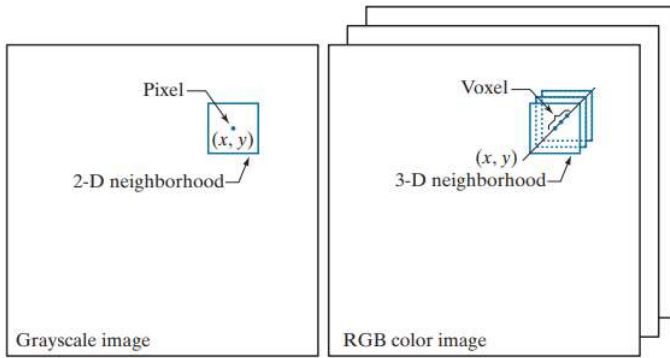 Pixel
(x, y)
2-D neighborhood
Grayscale image
Voxel
(x, y)
3-D neighborhood
RGB color image